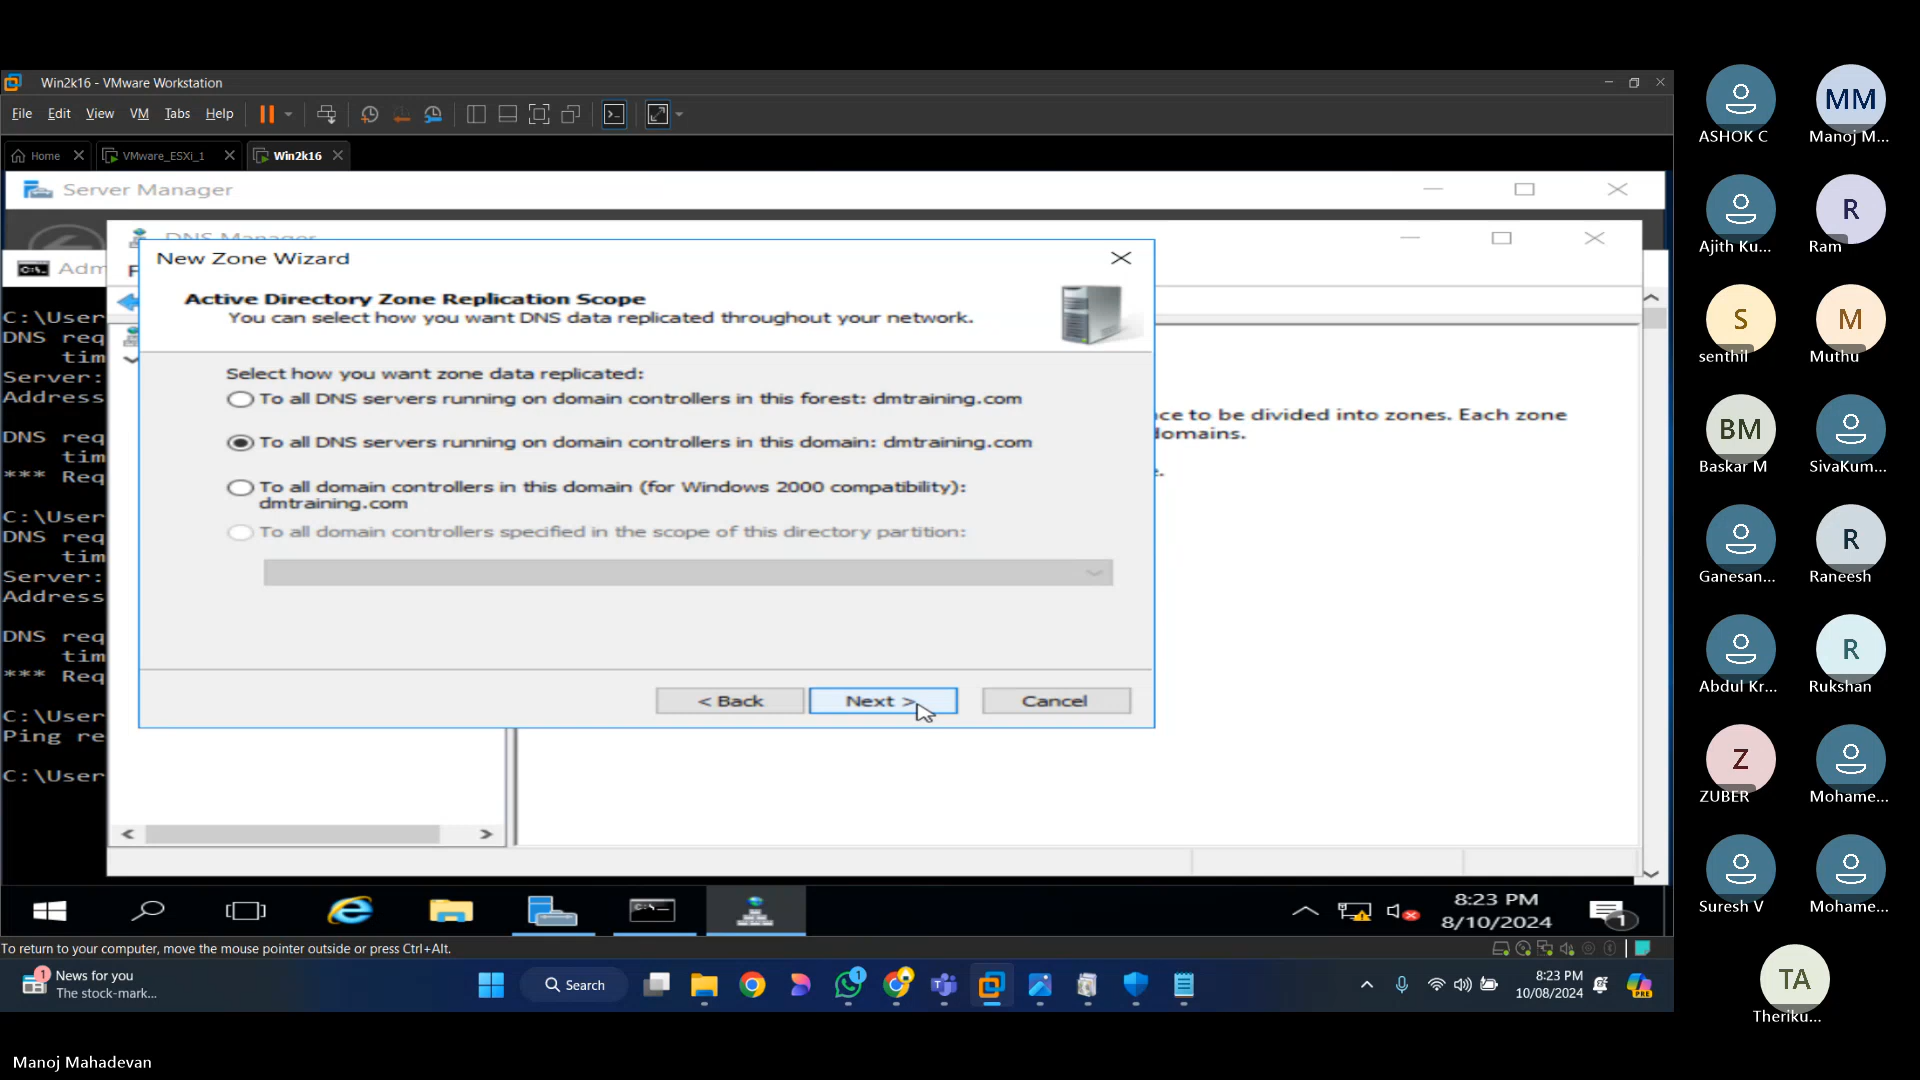 Win2k16 - VMware Workstation
File Edit View VM Tabs Help
Home VMware_ESXi_1 Win2k16
Server Manager
DNS Manager
New Zone Wizard
Active Directory Zone Replication Scope
You can select how you want DNS data replicated throughout your network.
Select how you want zone data replicated:
To all DNS servers running on domain controllers in this forest: dmtraining.com
To all DNS servers running on domain controllers in this domain: dmtraining.com
To all domain controllers in this domain (for Windows 2000 compatibility):
dmtraining.com
To all domain controllers specified in the scope of this directory partition:
< Back Next > Cancel
ce to be divided into zones. Each zone
domains.
Adm
C:\User
DNS req
tim
Server:
Address
DNS req
tim
*** Req
C:\User
DNS req
tim
Server:
Address
DNS req
tim
*** Req
C:\User
Ping re
C:\User
8:23 PM
8/10/2024
1
To return to your computer, move the mouse pointer outside or press Ctrl+Alt.
1
News for you
The stock-mark...
Search
1
PRE
8:23 PM
10/08/2024
Manoj Mahadevan
ASHOK C
MM
Manoj M...
Ajith Ku...
R
Ram
S
senthil
M
Muthu
BM
Baskar M
SivaKum...
Ganesan...
R
Raneesh
Abdul Kr...
R
Rukshan
Z
ZUBER
Mohame...
Suresh V
Mohame...
TA
Theriku...